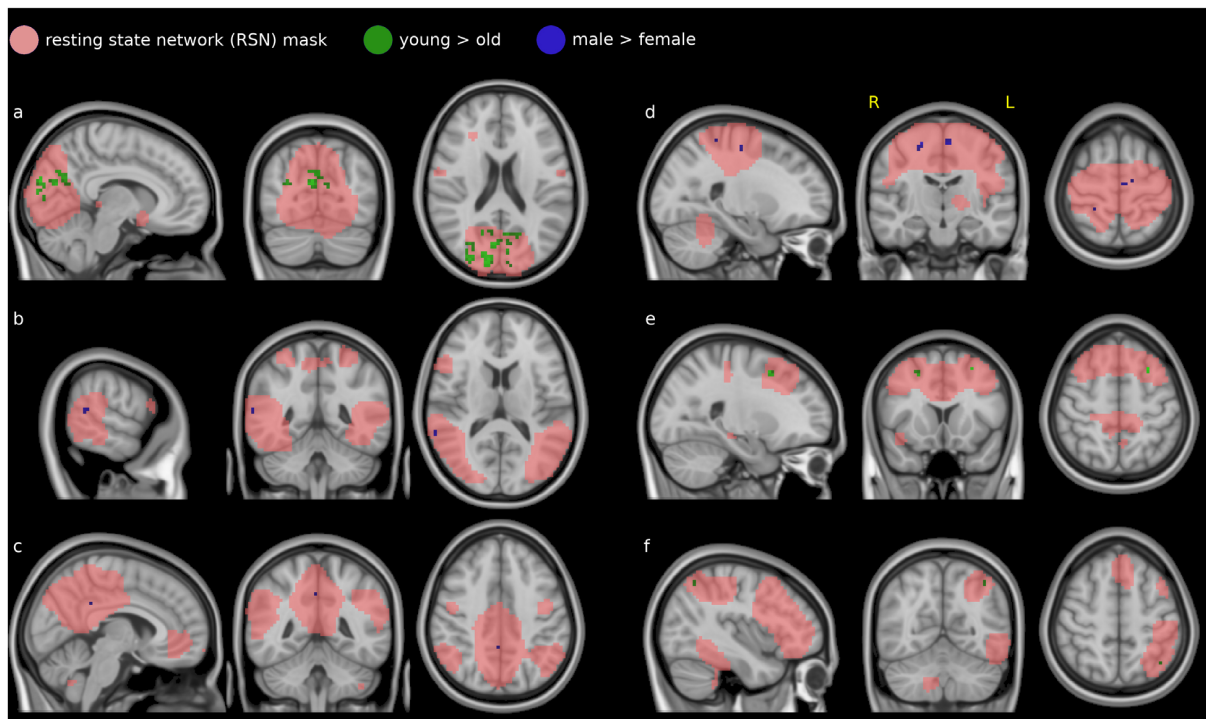 resting state network (RSN) mask young > old male > female
a
d
R L
b
e
c
f